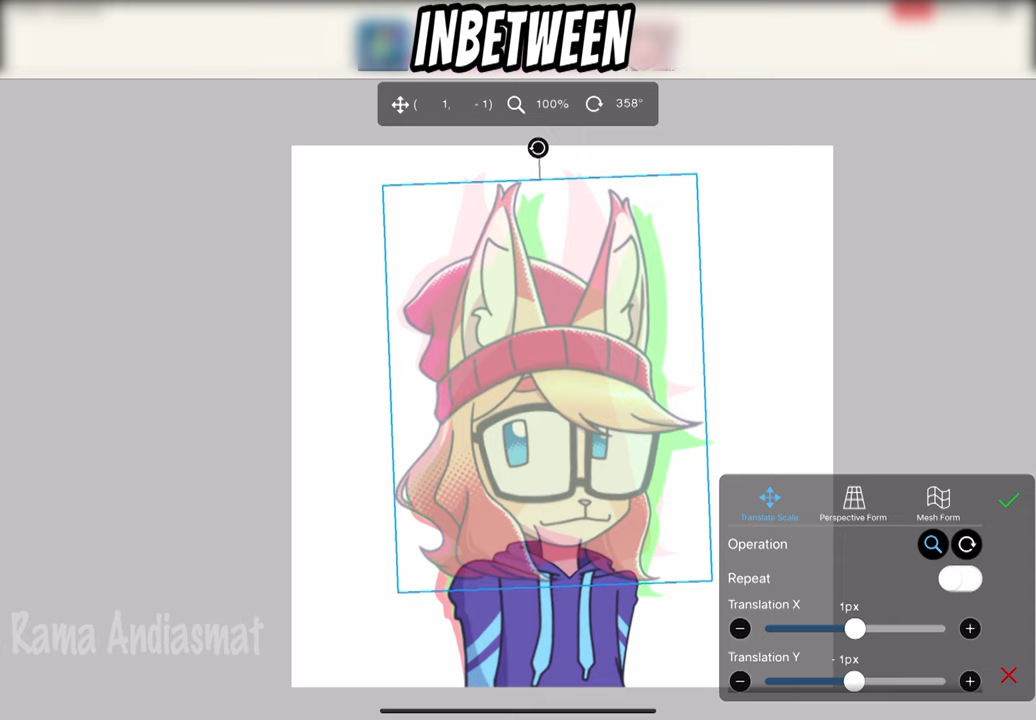 INBETWEEN
( 1, - 1) 100% 358°
Translate Scale Perspective Form Mesh Form
Operation
Repeat
Translation X 1px
Translation Y - 1px
Rama Andiasmat